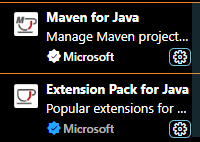 Maven for Java
Manage Maven project...
Microsoft
Extension Pack for Java
Popular extensions for ...
Microsoft